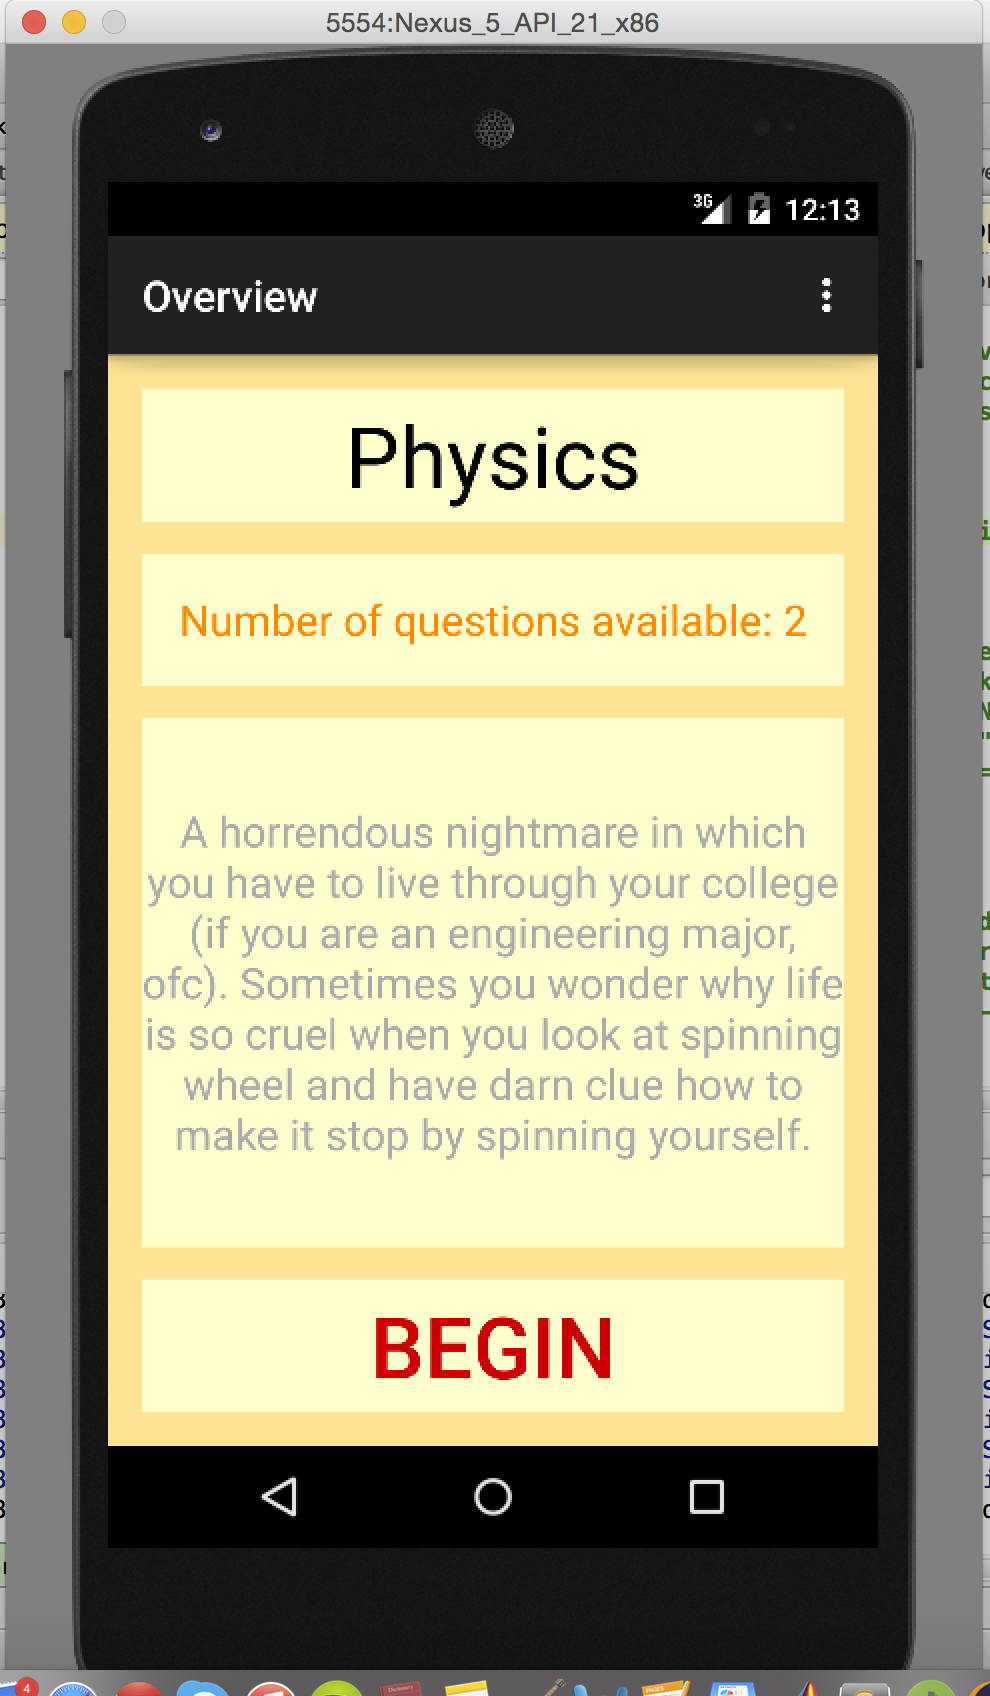 5554:Nexus_5_API_21_x86
3G 12:13
Overview
Physics
Number of questions available: 2
A horrendous nightmare in which
you have to live through your college
(if you are an engineering major,
ofc). Sometimes you wonder why life
is so cruel when you look at spinning
wheel and have darn clue how to
make it stop by spinning yourself.
BEGIN
4
Dictionary
PAGES